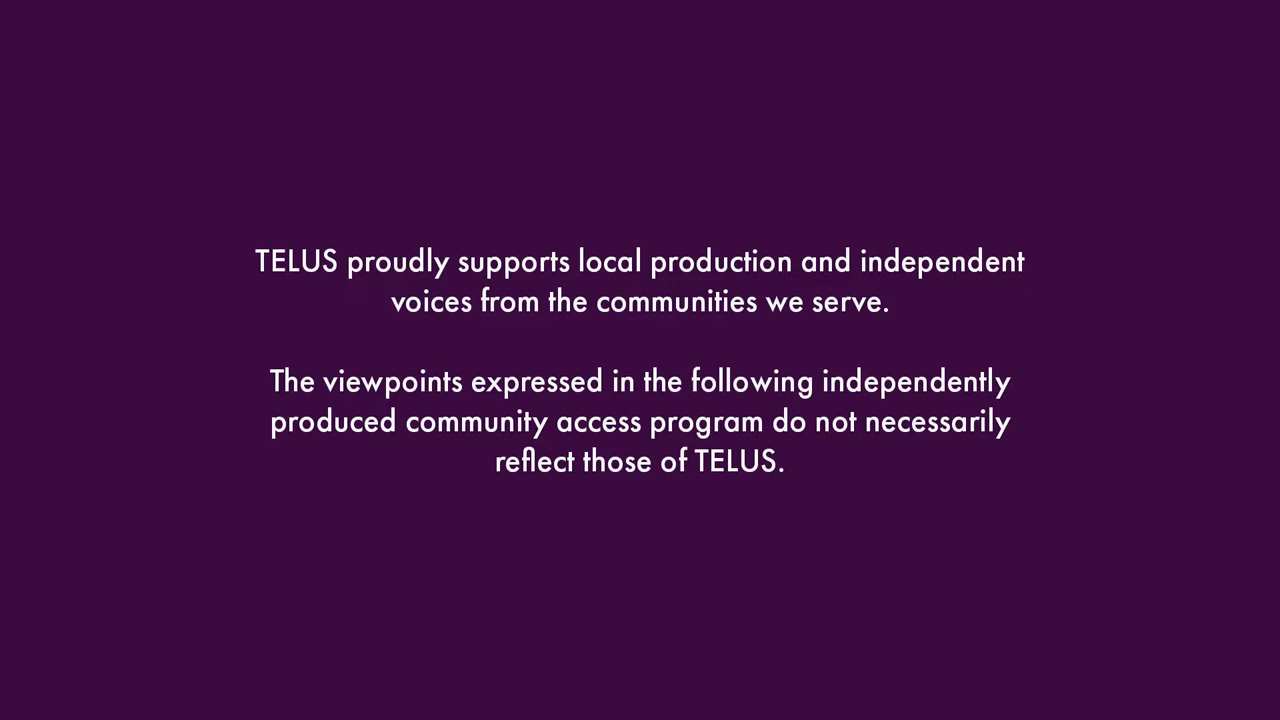 TELUS proudly supports local production and independent
voices from the communities we serve.
The viewpoints expressed in the following independently
produced community access program do not necessarily
reflect those of TELUS.